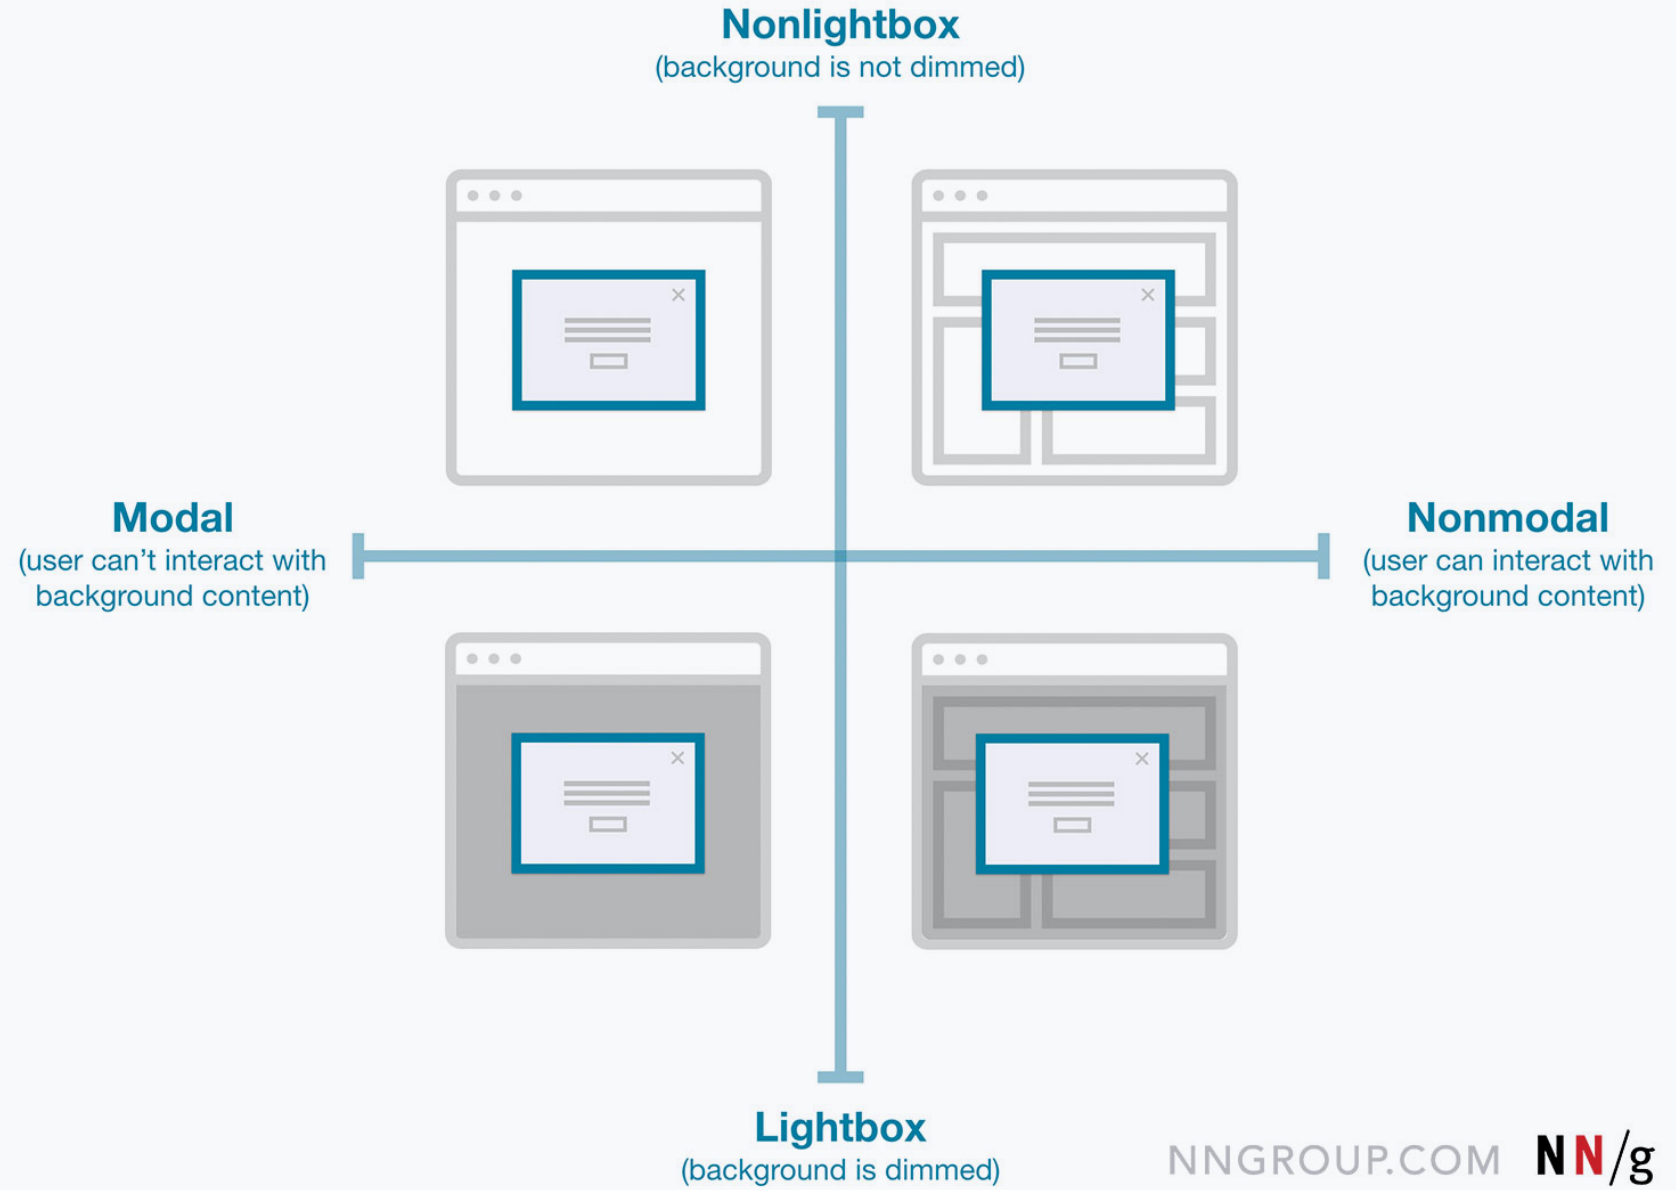 Nonlightbox
(background is not dimmed)
Modal
(user can't interact with
background content)
Nonmodal
(user can interact with
background content)
Lightbox
(background is dimmed)
NNGROUP.COM NN/g